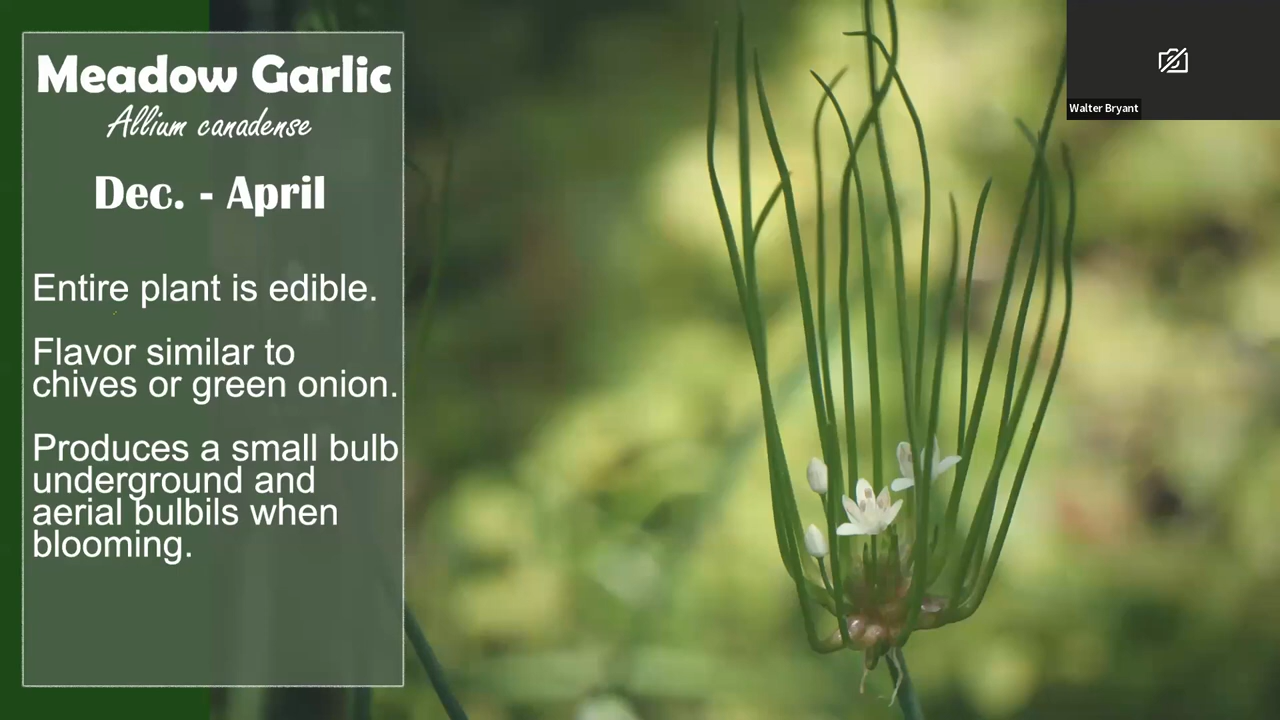 Meadow Garlic
Allium canadense
Dec. - April
Entire plant is edible.
Flavor similar to
chives or green onion.
Produces a small bulb
underground and
aerial bulbils when
blooming.
Walter Bryant